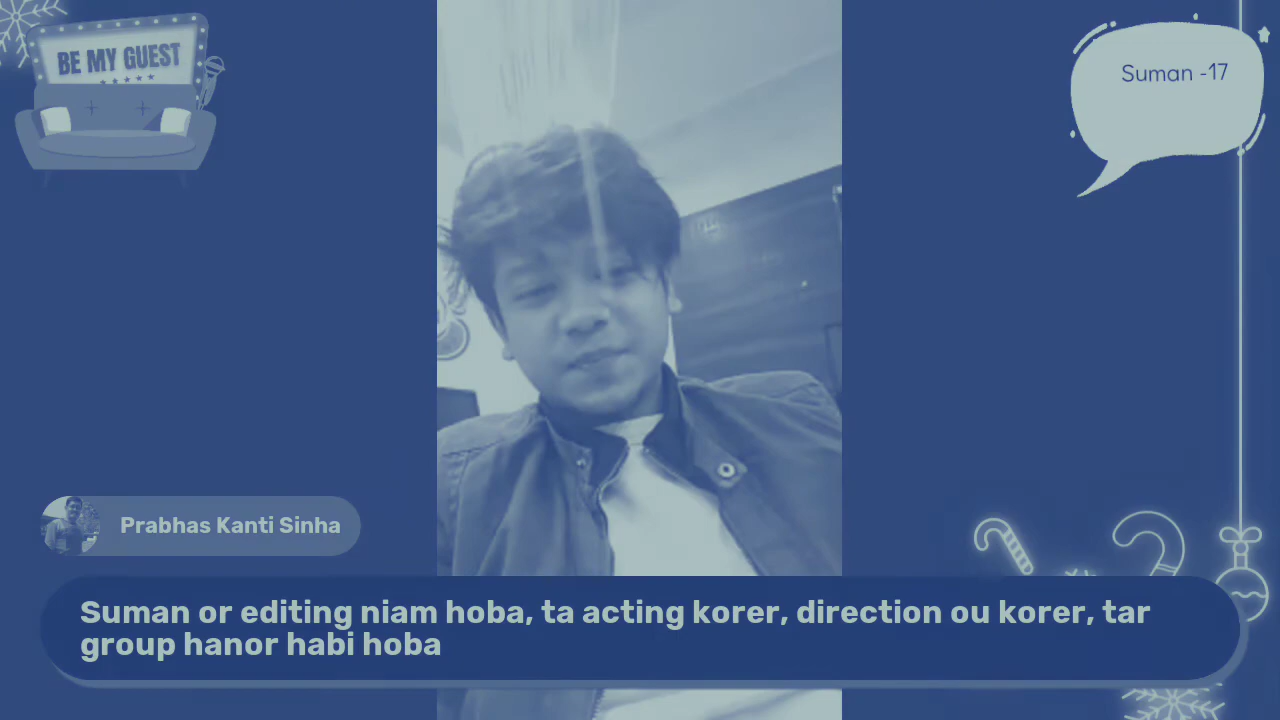 BE MY GUEST
Suman -17
Prabhas Kanti Sinha
Suman or editing niam hoba, ta acting korer, direction ou korer, tar
group hanor habi hoba